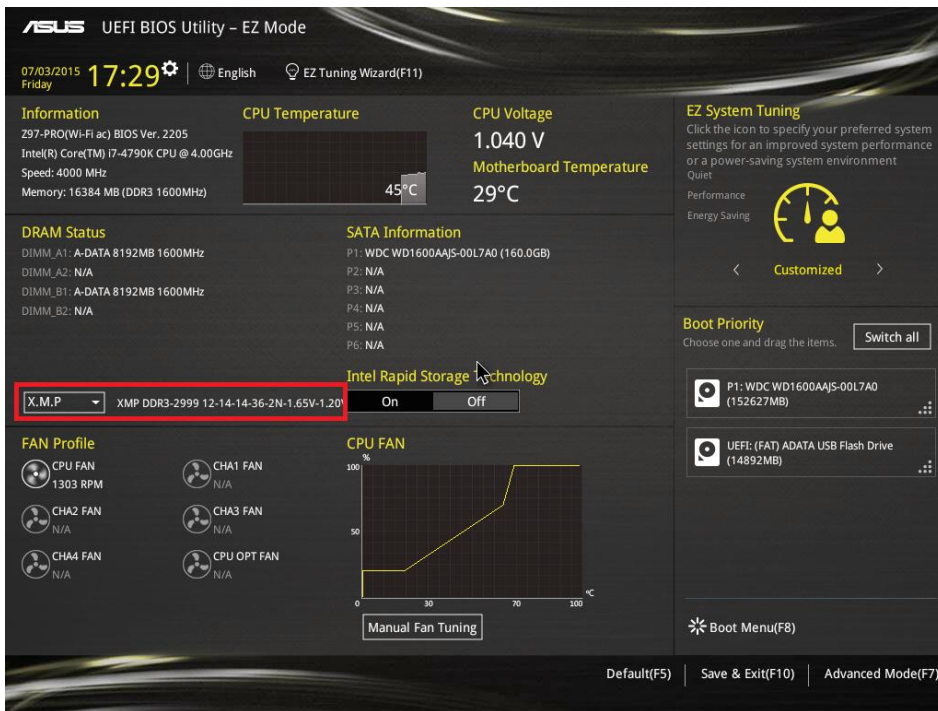 ASUS UEFI BIOS Utility – EZ Mode
07/03/2015
Friday
17:29
English
EZ Tuning Wizard(F11)
Information
Z97-PRO(Wi-Fi ac) BIOS Ver. 2205
Intel(R) Core(TM) i7-4790K CPU @ 4.00GHz
Speed: 4000 MHz
Memory: 16384 MB (DDR3 1600MHz)
CPU Temperature
45°C
CPU Voltage
1.040 V
Motherboard Temperature
29°C
EZ System Tuning
Click the icon to specify your preferred system
settings for an improved system performance
or a power-saving system environment
Quiet
Performance
Energy Saving
< Customized >
DRAM Status
DIMM_A1: A-DATA 8192MB 1600MHz
DIMM_A2: N/A
DIMM_B1: A-DATA 8192MB 1600MHz
DIMM_B2: N/A
SATA Information
P1: WDC WD1600AAJS-00L7A0 (160.0GB)
P2: N/A
P3: N/A
P4: N/A
P5: N/A
P6: N/A
X.M.P
XMP DDR3-2999 12-14-14-36-2N-1.65V-1.20
Intel Rapid Storage Technology
On Off
Boot Priority
Choose one and drag the items.
Switch all
P1: WDC WD1600AAJS-00L7A0
(152627MB)
UEFI: (FAT) ADATA USB Flash Drive
(14892MB)
FAN Profile
CPU FAN
1303 RPM
CHA1 FAN
N/A
CHA2 FAN
N/A
CHA3 FAN
N/A
CHA4 FAN
N/A
CPU OPT FAN
N/A
CPU FAN
%
100
50
0 30 70 100
°C
Manual Fan Tuning
Boot Menu(F8)
Default(F5) Save & Exit(F10) Advanced Mode(F7)